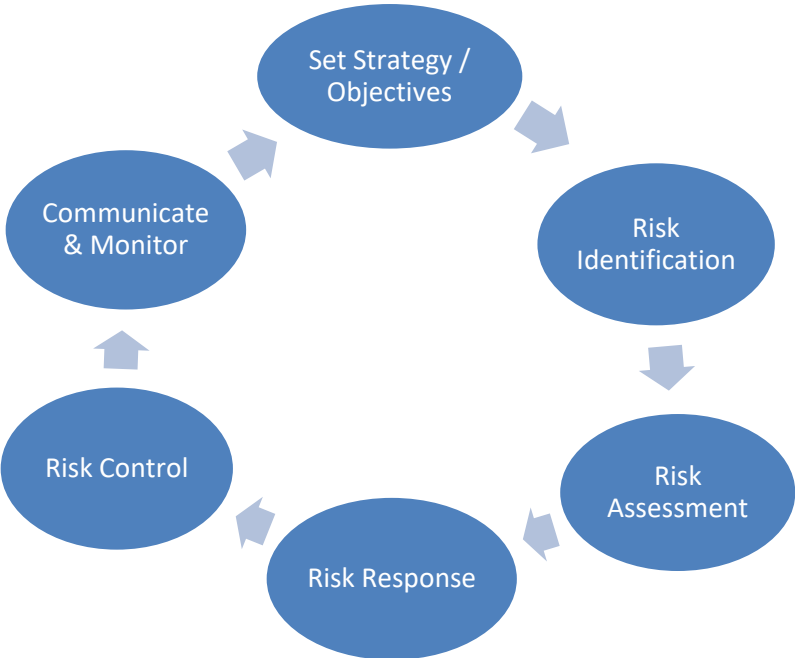 Set Strategy /
Objectives
Risk
Identification
Risk
Assessment
Risk Response
Risk Control
Communicate
& Monitor